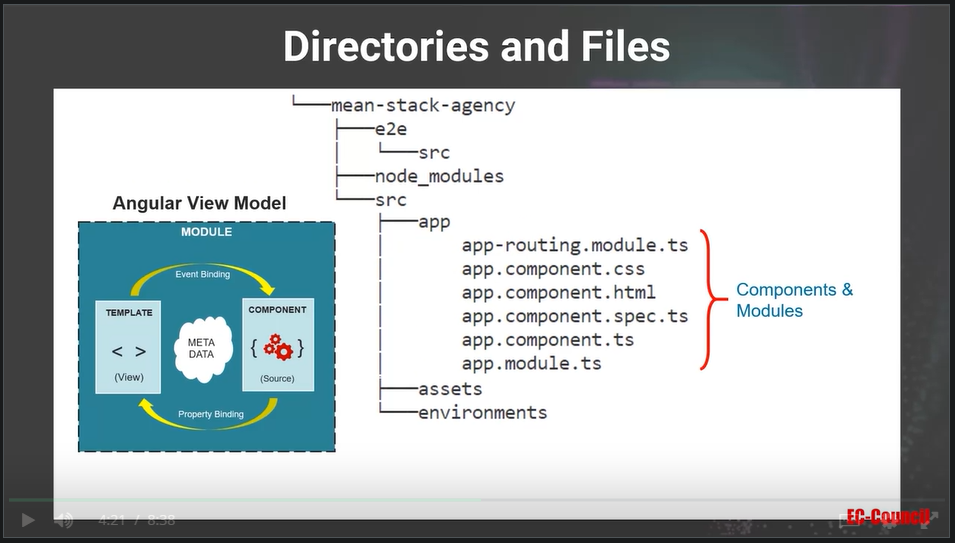 Directories and Files
mean-stack-agency
e2e
src
node_modules
src
app
app-routing.module.ts
app.component.css
app.component.html
app.component.spec.ts
app.component.ts
app.module.ts
assets
environments
Components &
Modules
Angular View Model
MODULE
Event Binding
TEMPLATE
< >
(View)
META
DATA
COMPONENT
{ }
(Source)
Property Binding
4:21 / 8:38
EC-Council